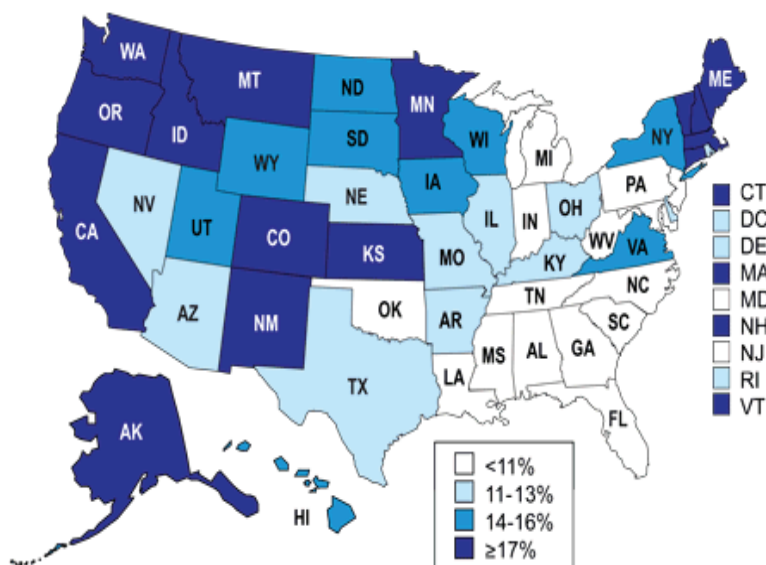 WA
MT
ND
MN
ME
OR
ID
SD
WI
NY
WY
MI
IA
PA
NE
NV
IL
IN
OH
UT
CA
CO
WV
VA
KS
MO
KY
NC
TN
AZ
OK
NM
AR
SC
MS
AL
GA
TX
LA
FL
AK
HI
CT
DC
DE
MA
MD
NH
NJ
RI
VT
<11%
11-13%
14-16%
≥17%